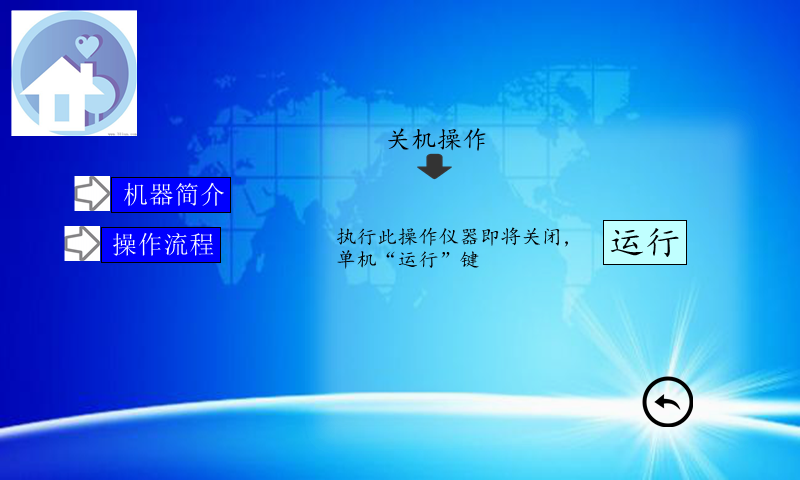 关机操作
机器简介
操作流程
执行此操作仪器即将关闭，
单机“运行”键
运行